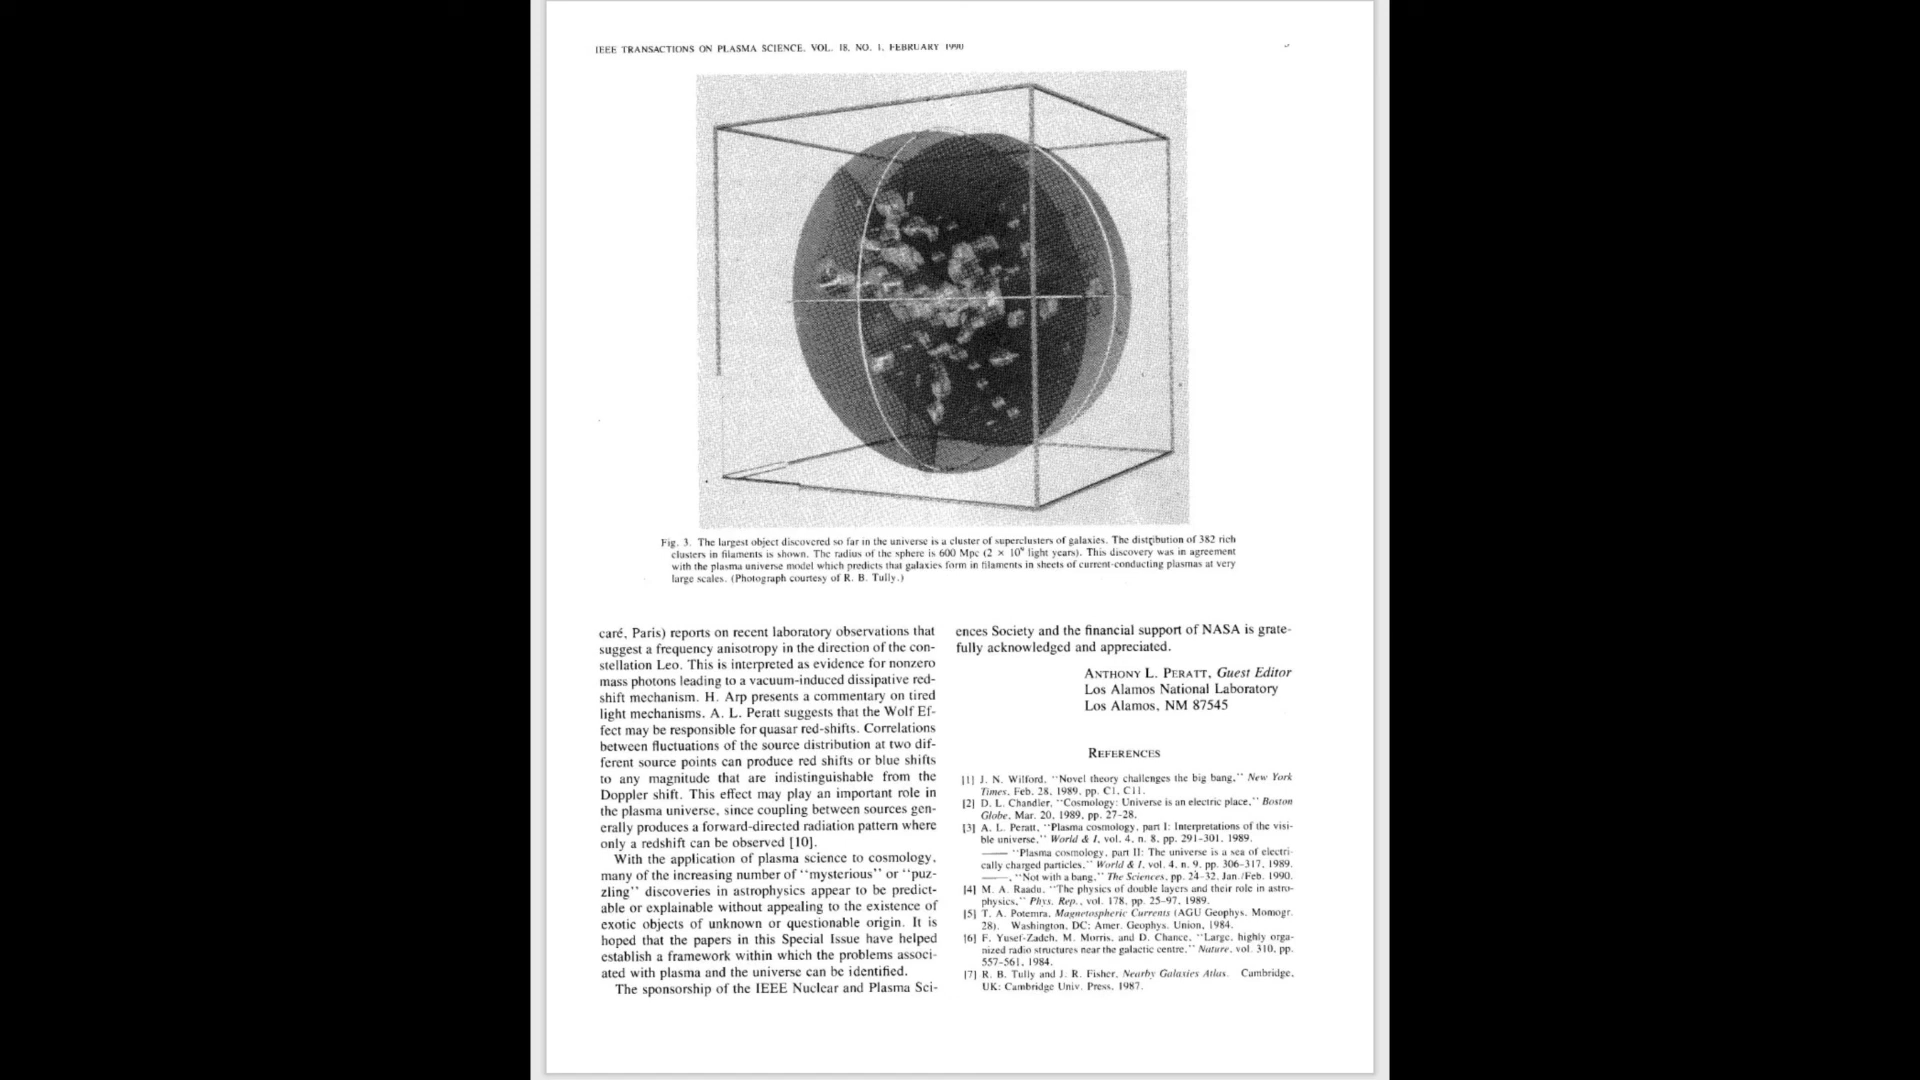 IEEE TRANSACTIONS ON PLASMA SCIENCE, VOL. 18, NO. 1, FEBRUARY 1990
Fig. 3. The largest object discovered so far in the universe is a cluster of superclusters of galaxies. The distribution of 382 rich
clusters in filaments is shown. The radius of the sphere is 600 Mpc (2 × 10⁹ light years). This discovery was in agreement
with the plasma universe model which predicts that galaxies form in filaments in sheets of current-conducting plasmas at very
large scales. (Photograph courtesy of R. B. Tully.)
caré, Paris) reports on recent laboratory observations that
suggest a frequency anisotropy in the direction of the con-
stellation Leo. This is interpreted as evidence for nonzero
mass photons leading to a vacuum-induced dissipative red-
shift mechanism. H. Arp presents a commentary on tired
light mechanisms. A. L. Peratt suggests that the Wolf Ef-
fect may be responsible for quasar red-shifts. Correlations
between fluctuations of the source distribution at two dif-
ferent source points can produce red shifts or blue shifts
to any magnitude that are indistinguishable from the
Doppler shift. This effect may play an important role in
the plasma universe, since coupling between sources gen-
erally produces a forward-directed radiation pattern where
only a redshift can be observed [10].
With the application of plasma science to cosmology,
many of the increasing number of "mysterious" or "puz-
zling" discoveries in astrophysics appear to be predict-
able or explainable without appealing to the existence of
exotic objects of unknown or questionable origin. It is
hoped that the papers in this Special Issue have helped
establish a framework within which the problems associ-
ated with plasma and the universe can be identified.
The sponsorship of the IEEE Nuclear and Plasma Sci-
ences Society and the financial support of NASA is grate-
fully acknowledged and appreciated.
ANTHONY L. PERATT, Guest Editor
Los Alamos National Laboratory
Los Alamos, NM 87545
REFERENCES
[1] J. N. Wilford, "Novel theory challenges the big bang," New York
Times, Feb. 28, 1989, pp. C1, C11.
[2] D. L. Chandler, "Cosmology: Universe is an electric place," Boston
Globe, Mar. 20, 1989, pp. 27-28.
[3] A. L. Peratt, "Plasma cosmology, part I: Interpretations of the visi-
ble universe," World & I, vol. 4, n. 8, pp. 291-301, 1989.
—— "Plasma cosmology, part II: The universe is a sea of electri-
cally charged particles," World & I, vol. 4, n. 9, pp. 306-317, 1989.
——, "Not with a bang," The Sciences, pp. 24-32, Jan./Feb. 1990.
[4] M. A. Raadu, "The physics of double layers and their role in astro-
physics," Phys. Rep., vol. 178, pp. 25-97, 1989.
[5] T. A. Potemra, Magnetospheric Currents (AGU Geophys. Momogr.
28). Washington, DC: Amer. Geophys. Union, 1984.
[6] F. Yusef-Zadeh, M. Morris, and D. Chance, "Large, highly orga-
nized radio structures near the galactic centre," Nature, vol. 310, pp.
557-561, 1984.
[7] R. B. Tully and J. R. Fisher, Nearby Galaxies Atlas. Cambridge,
UK: Cambridge Univ. Press, 1987.